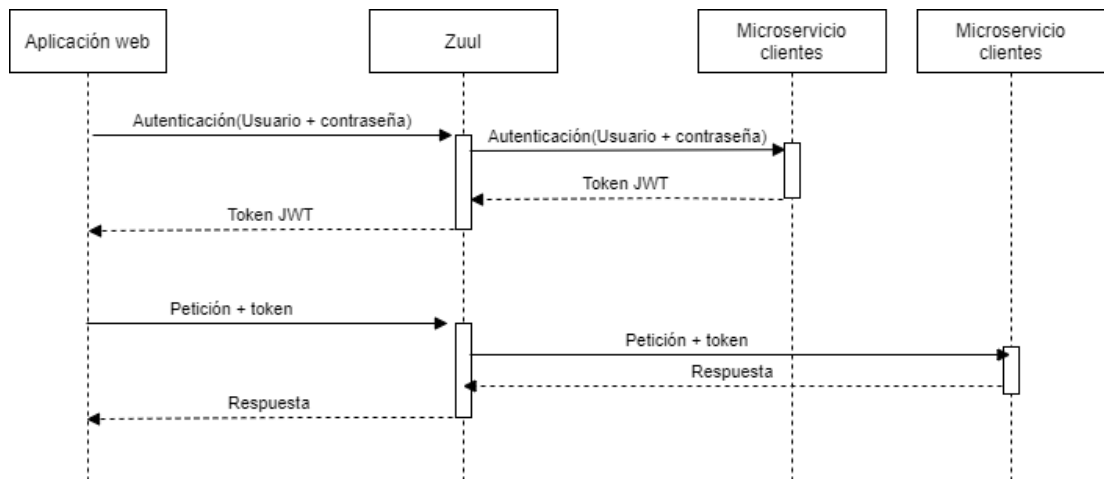 Aplicación web
Zuul
Microservicio
clientes
Microservicio
clientes
Autenticación(Usuario + contraseña)
Autenticación(Usuario + contraseña)
Token JWT
Token JWT
Petición + token
Petición + token
Respuesta
Respuesta